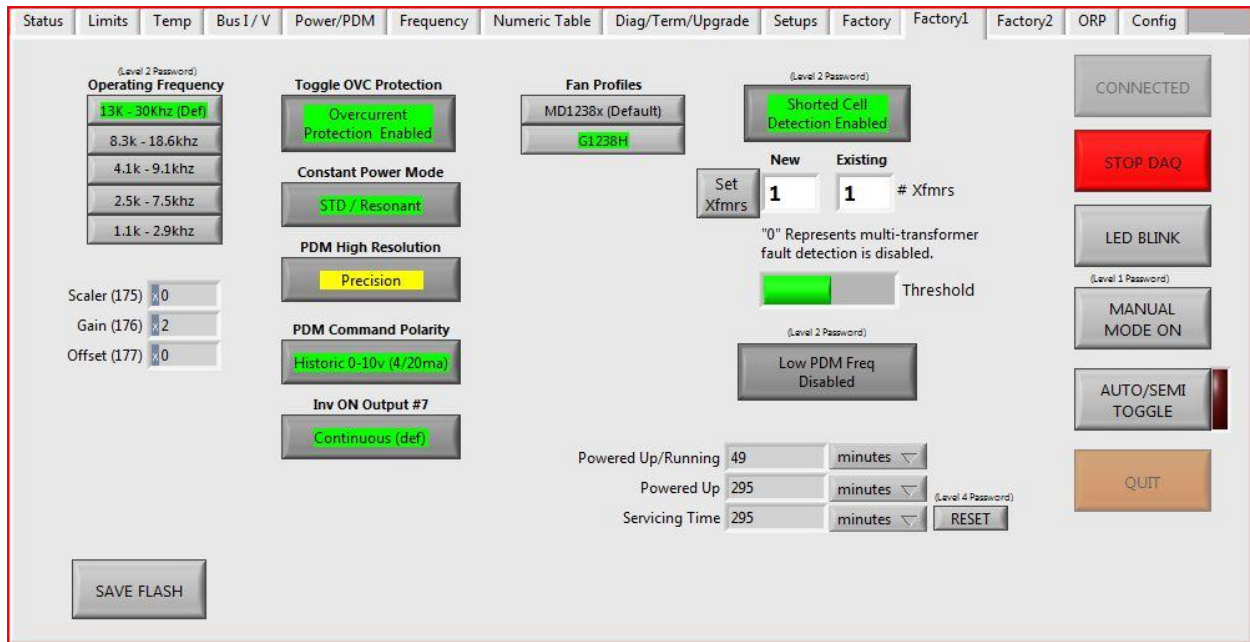 Status Limits Temp Bus I / V Power/PDM Frequency Numeric Table Diag/Term/Upgrade Setups Factory Factory1 Factory2 ORP Config
(Level 2 Password)
Operating Frequency
13K - 30Khz (Def)
8.3k - 18.6khz
4.1k - 9.1khz
2.5k - 7.5khz
1.1k - 2.9khz
Scaler (175) x 0
Gain (176) x 2
Offset (177) x 0
SAVE FLASH
Toggle OVC Protection
Overcurrent
Protection Enabled
Constant Power Mode
STD / Resonant
PDM High Resolution
Precision
PDM Command Polarity
Historic 0-10v (4/20ma)
Inv ON Output #7
Continuous (def)
Fan Profiles
MD1238x (Default)
G1238H
(Level 2 Password)
Shorted Cell
Detection Enabled
New Existing
Set
Xfmrs
1 1 # Xfmrs
"0" Represents multi-transformer
fault detection is disabled.
Threshold
(Level 2 Password)
Low PDM Freq
Disabled
Powered Up/Running 49 minutes
Powered Up 295 minutes
Servicing Time 295 minutes
(Level 4 Password)
RESET
CONNECTED
STOP DAQ
LED BLINK
(Level 1 Password)
MANUAL
MODE ON
AUTO/SEMI
TOGGLE
QUIT